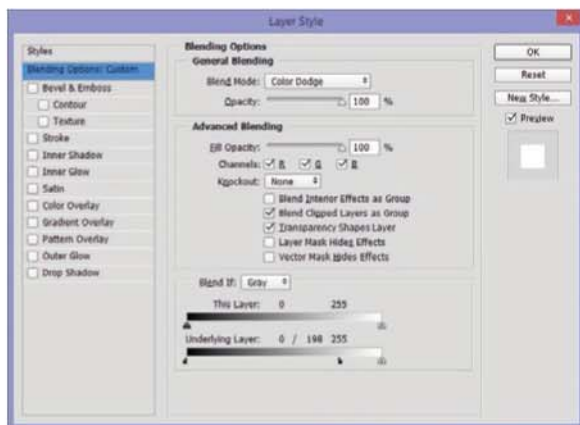 Layer Style
Styles
Blending Options: Custom
Bevel & Emboss
Contour
Texture
Stroke
Inner Shadow
Inner Glow
Satin
Color Overlay
Gradient Overlay
Pattern Overlay
Outer Glow
Drop Shadow
Blending Options
General Blending
Blend Mode: Color Dodge
Opacity: 100 %
Advanced Blending
Fill Opacity: 100 %
Channels: R G B
Knockout: None
Blend Interior Effects as Group
Blend Clipped Layers as Group
Transparency Shapes Layer
Layer Mask Hides Effects
Vector Mask Hides Effects
Blend If: Gray
This Layer: 0 255
Underlying Layer: 0 / 198 255
OK
Reset
New Style...
Preview